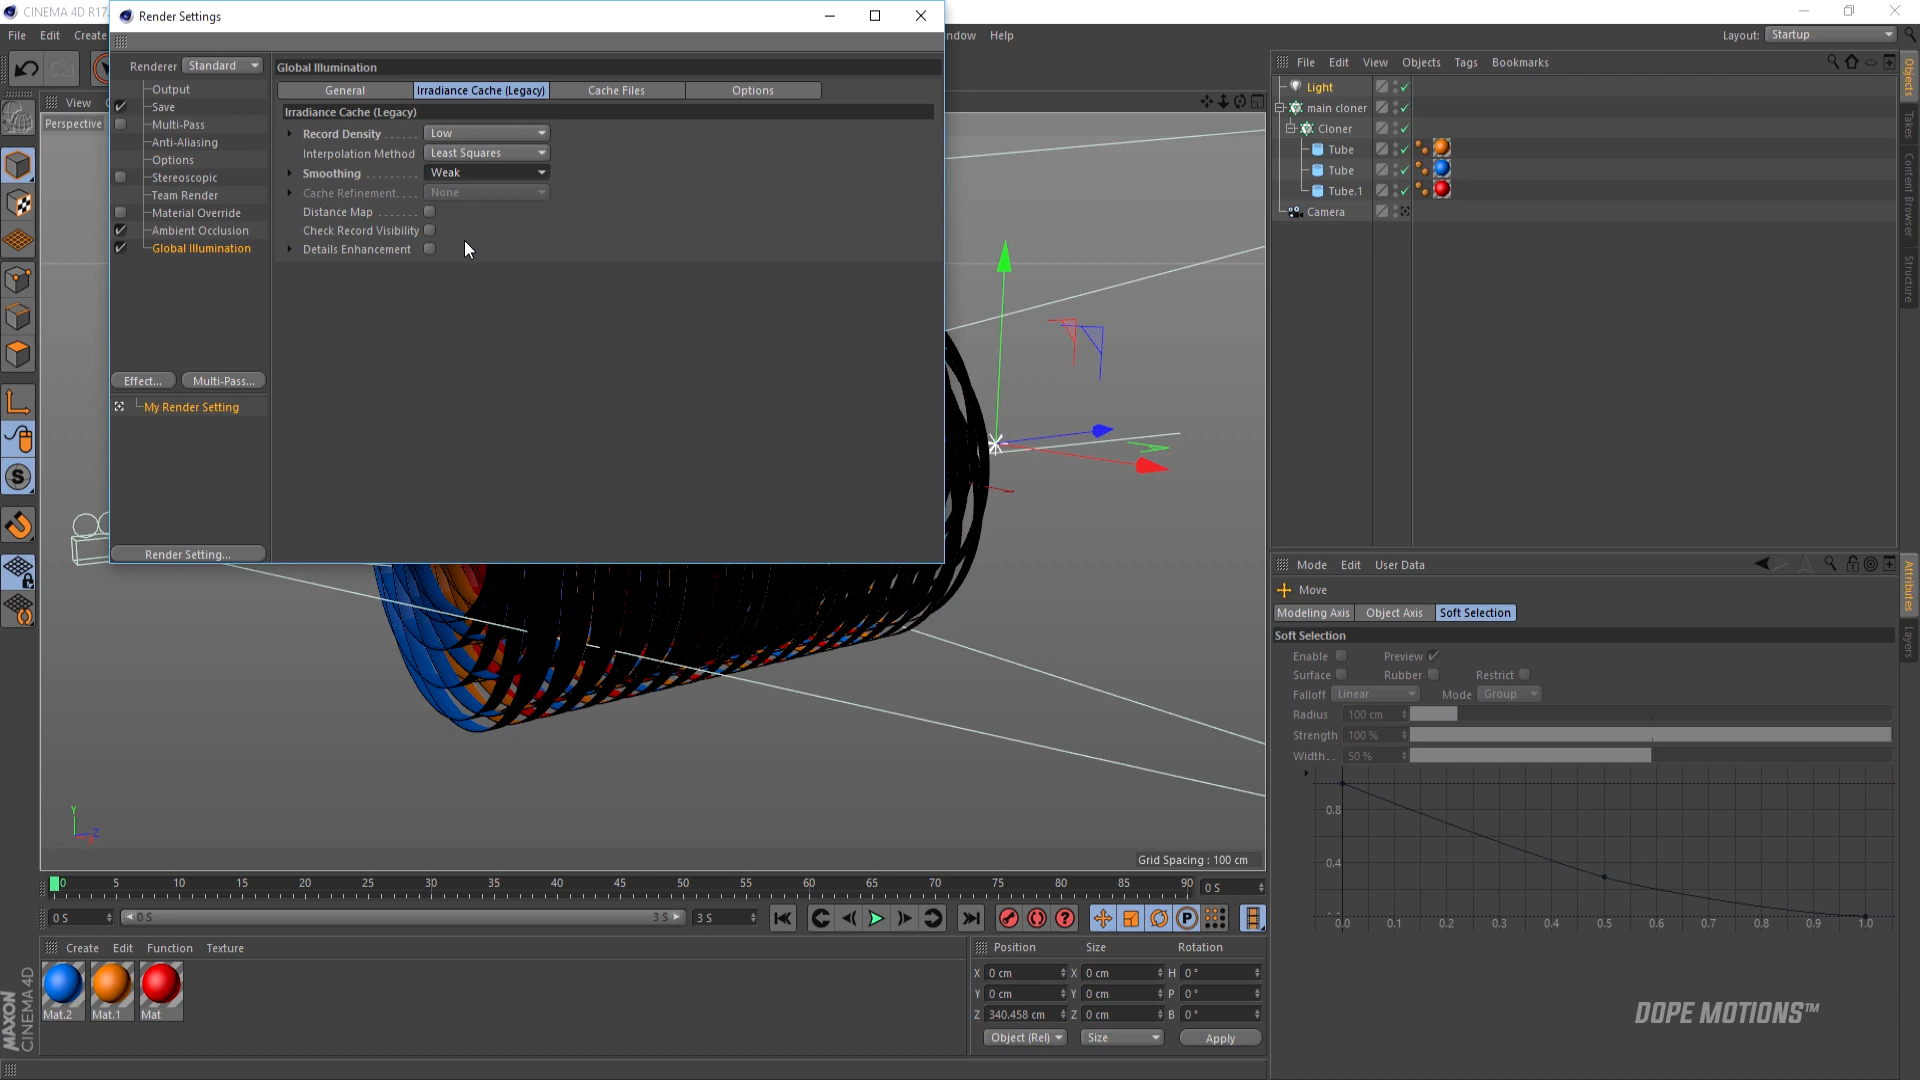 CINEMA 4D R17
Render Settings
File Edit Create
ndow Help
Layout: Startup
Renderer Standard
Output
Save
Multi-Pass
Anti-Aliasing
Options
Stereoscopic
Team Render
Material Override
Ambient Occlusion
Global Illumination
Effect... Multi-Pass...
My Render Setting
Render Setting...
Global Illumination
General Irradiance Cache (Legacy) Cache Files Options
Irradiance Cache (Legacy)
Record Density Low
Interpolation Method Least Squares
Smoothing Weak
Cache Refinement None
Distance Map
Check Record Visibility
Details Enhancement
View
Perspective
Grid Spacing : 100 cm
File Edit View Objects Tags Bookmarks
Light
main cloner
Cloner
Tube
Tube
Tube.1
Camera
Objects
Takes
Content Browser
Structure
Mode Edit User Data
Move
Modeling Axis Object Axis Soft Selection
Soft Selection
Enable Preview
Surface Rubber Restrict
Falloff Linear Mode Group
Radius 100 cm
Strength 100 %
Width . . 50 %
0.8
0.4
0.0 0.1 0.2 0.3 0.4 0.5 0.6 0.7 0.8 0.9 1.0
Attributes
Layers
0 5 10 15 20 25 30 35 40 45 50 55 60 65 70 75 80 85 90 0 S
0 S 0 S 3 S 3 S
Create Edit Function Texture
Mat.2 Mat.1 Mat
Position Size Rotation
X 0 cm X 0 cm H 0 °
Y 0 cm Y 0 cm P 0 °
Z 340.458 cm Z 0 cm B 0 °
Object (Rel) Size Apply
MAXON
CINEMA 4D
DOPE MOTIONS™